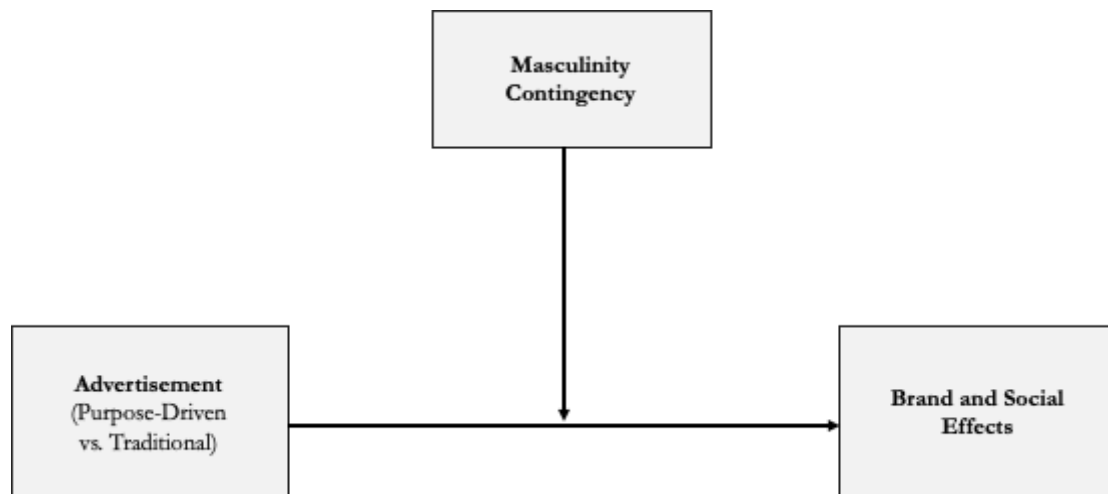 Masculinity
Contingency
Advertisement
(Purpose-Driven
vs. Traditional)
Brand and Social
Effects